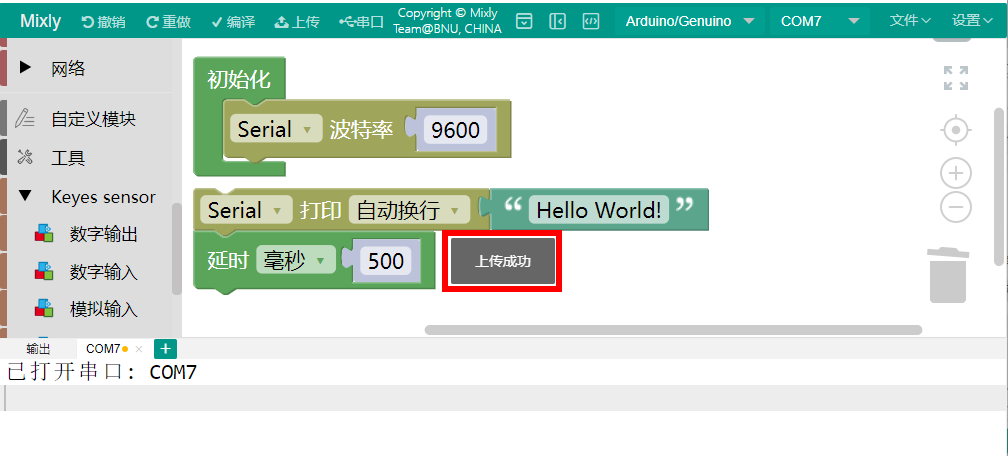 Mixly 撤销 重做 编译 上传 串口 Copyright © Mixly Team@BNU, CHINA Arduino/Genuino COM7 文件 设置
网络
自定义模块
工具
Keyes sensor
数字输出
数字输入
模拟输入
初始化
Serial 波特率 9600
Serial 打印 自动换行 “ Hello World! ”
延时 毫秒 500
上传成功
输出 COM7 × +
已打开串口: COM7